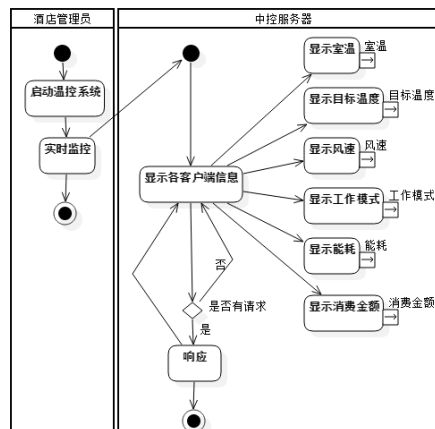 酒店管理员
中控服务器
启动温控系统
实时监控
显示各客户端信息
显示室温
室温
显示目标温度
目标温度
显示风速
风速
显示工作模式
工作模式
显示能耗
能耗
显示消费金额
消费金额
否
是否有请求
是
响应